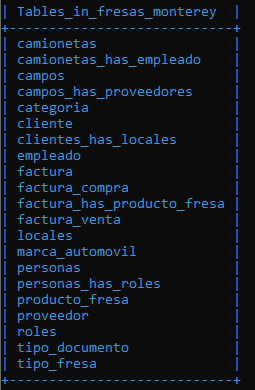 | Tables_in_fresas_monterey |
+----------------------------+
| camionetas |
| camionetas_has_empleado |
| campos |
| campos_has_proveedores |
| categoria |
| cliente |
| clientes_has_locales |
| empleado |
| factura |
| factura_compra |
| factura_has_producto_fresa |
| factura_venta |
| locales |
| marca_automovil |
| personas |
| personas_has_roles |
| producto_fresa |
| proveedor |
| roles |
| tipo_documento |
| tipo_fresa |
+----------------------------+